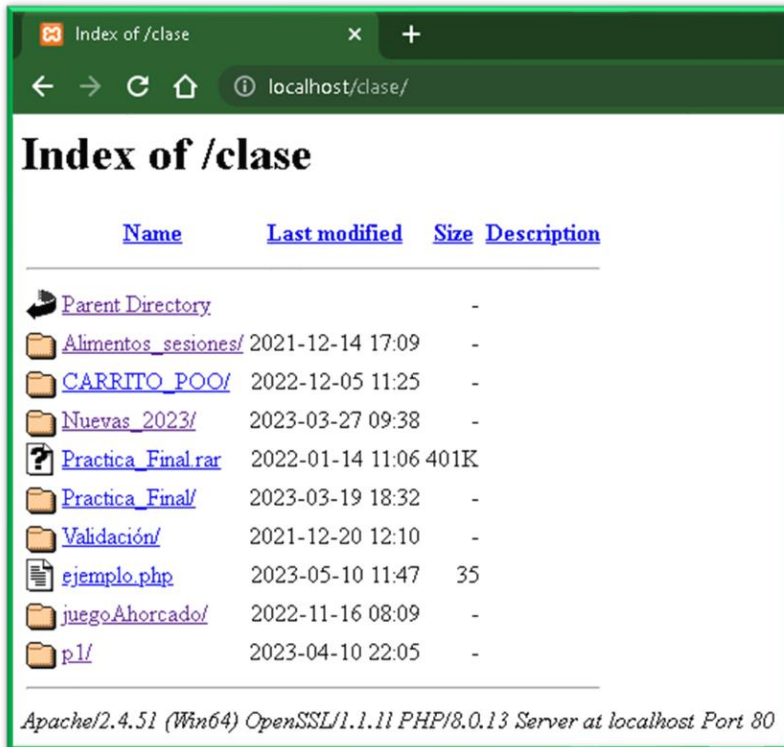 Index of /clase
localhost/clase/
Index of /clase
Name Last modified Size Description
Parent Directory -
Alimentos_sesiones/ 2021-12-14 17:09 -
CARRITO_POO/ 2022-12-05 11:25 -
Nuevas_2023/ 2023-03-27 09:38 -
Practica_Final.rar 2022-01-14 11:06 401K
Practica_Final/ 2023-03-19 18:32 -
Validación/ 2021-12-20 12:10 -
ejemplo.php 2023-05-10 11:47 35
juegoAhorcado/ 2022-11-16 08:09 -
p1/ 2023-04-10 22:05 -
Apache/2.4.51 (Win64) OpenSSL/1.1.1l PHP/8.0.13 Server at localhost Port 80